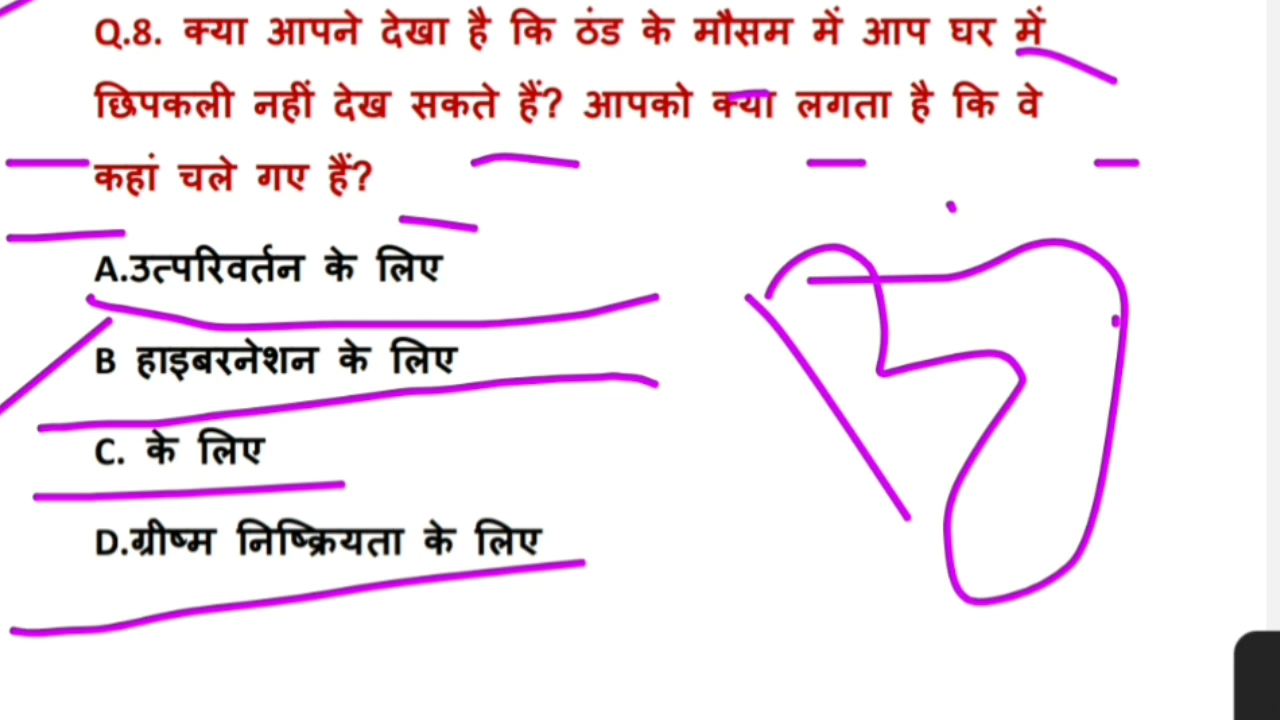 Q.8. क्या आपने देखा है कि ठंड के मौसम में आप घर में
छिपकली नहीं देख सकते हैं? आपको क्या लगता है कि वे
कहां चले गए हैं?
A.उत्परिवर्तन के लिए
B हाइबरनेशन के लिए
C. के लिए
D.ग्रीष्म निष्क्रियता के लिए